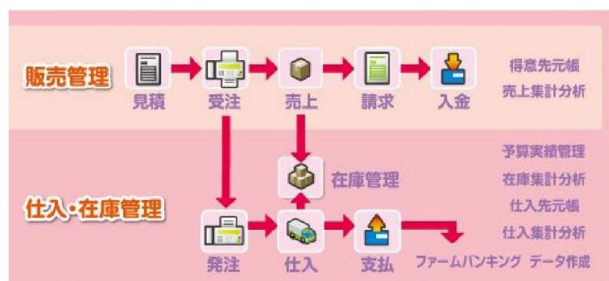 販売管理
見積
受注
売上
請求
入金
得意先元帳
売上集計分析
仕入・在庫管理
在庫管理
発注
仕入
支払
予算実績管理
在庫集計分析
仕入先元帳
仕入集計分析
ファームバンキング データ作成